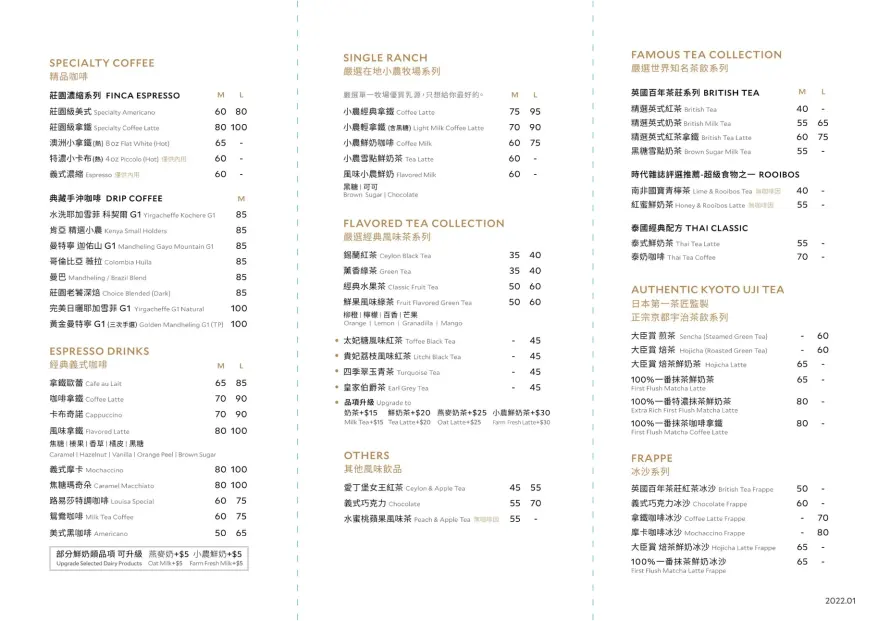 SPECIALTY COFFEE
精品咖啡
莊園濃縮系列 FINCA ESPRESSO M L
莊園級美式 Specialty Americano 60 80
莊園級拿鐵 Specialty Coffee Latte 80 100
澳洲小拿鐵(熱) 8 oz Flat White (Hot) 65 -
特濃小卡布(熱) 4 oz Piccolo (Hot) 僅供內用 60 -
義式濃縮 Espresso 僅供內用 60 -
典藏手沖咖啡 DRIP COFFEE M
水洗耶加雪菲 科契爾 G1 Yirgacheffe Kochere G1 85
肯亞 精選小農 Kenya Small Holders 85
曼特寧 迦佑山 G1 Mandheling Gayo Mountain G1 85
哥倫比亞 薇拉 Colombia Huila 85
曼巴 Mandheling / Brazil Blend 85
莊園老饕深焙 Choice Blended (Dark) 85
完美日曬耶加雪菲 G1 Yirgacheffe G1 Natural 100
黃金曼特寧 G1 (三次手選) Golden Mandheling G1 (TP) 100
ESPRESSO DRINKS
經典義式咖啡 M L
拿鐵歐蕾 Cafe au Lait 65 85
咖啡拿鐵 Coffee Latte 70 90
卡布奇諾 Cappuccino 70 90
風味拿鐵 Flavored Latte 80 100
焦糖 | 榛果 | 香草 | 橘皮 | 黑糖
Caramel | Hazelnut | Vanilla | Orange Peel | Brown Sugar
義式摩卡 Mochaccino 80 100
焦糖瑪奇朵 Caramel Macchiato 80 100
路易莎特調咖啡 Louisa Special 60 75
鴛鴦咖啡 Milk Tea Coffee 60 75
美式黑咖啡 Americano 50 65
部分鮮奶類品項 可升級 燕麥奶+$5 小農鮮奶+$5
Upgrade Selected Dairy Products Oat Milk+$5 Farm Fresh Milk+$5
SINGLE RANCH
嚴選在地小農牧場系列
嚴選單一牧場優質乳源,只想給你最好的。 M L
小農經典拿鐵 Coffee Latte 75 95
小農輕拿鐵 (含黑糖) Light Milk Coffee Latte 70 90
小農鮮奶咖啡 Coffee Milk 60 75
小農雪點鮮奶茶 Tea Latte 60 -
風味小農鮮奶 Flavored Milk 60 -
黑糖 | 可可
Brown Sugar | Chocolate
FLAVORED TEA COLLECTION
嚴選經典風味茶系列
錫蘭紅茶 Ceylon Black Tea 35 40
薰香綠茶 Green Tea 35 40
經典水果茶 Classic Fruit Tea 50 60
鮮果風味綠茶 Fruit Flavored Green Tea 50 60
柳橙 | 檸檬 | 百香 | 芒果
Orange | Lemon | Granadilla | Mango
太妃糖風味紅茶 Toffee Black Tea - 45
貴妃荔枝風味紅茶 Litchi Black Tea - 45
四季翠玉青茶 Turquoise Tea - 45
皇家伯爵茶 Earl Grey Tea - 45
品項升級 Upgrade to
奶茶+$15 鮮奶茶+$20 燕麥奶茶+$25 小農鮮奶茶+$30
Milk Tea+$15 Tea Latte+$20 Oat Latte+$25 Farm Fresh Latte+$30
OTHERS
其他風味飲品
愛丁堡女王紅茶 Ceylon & Apple Tea 45 55
義式巧克力 Chocolate 55 70
水蜜桃蘋果風味茶 Peach & Apple Tea 無咖啡因 55 -
FAMOUS TEA COLLECTION
嚴選世界知名茶飲系列
英國百年茶莊系列 BRITISH TEA M L
精選英式紅茶 British Tea 40 -
精選英式奶茶 British Milk Tea 55 65
精選英式紅茶拿鐵 British Tea Latte 60 75
黑糖雪點奶茶 Brown Sugar Milk Tea 55 -
時代雜誌評選推薦-超級食物之一 ROOIBOS
南非國寶青檸茶 Lime & Rooibos Tea 無咖啡因 40 -
紅蜜鮮奶茶 Honey & Rooibos Latte 無咖啡因 55 -
泰國經典配方 THAI CLASSIC
泰式鮮奶茶 Thai Tea Latte 55 -
泰奶咖啡 Thai Tea Coffee 70 -
AUTHENTIC KYOTO UJI TEA
日本第一茶匠監製
正宗京都宇治茶飲系列
大臣賞 煎茶 Sencha (Steamed Green Tea) - 60
大臣賞 焙茶 Hojicha (Roasted Green Tea) - 60
大臣賞 焙茶鮮奶茶 Hojicha Latte 65 -
100%一番抹茶鮮奶茶 65 -
First Flush Matcha Latte
100%一番特濃抹茶鮮奶茶 80 -
Extra Rich First Flush Matcha Latte
100%一番抹茶咖啡拿鐵 80 -
First Flush Matcha Coffee Latte
FRAPPE
冰沙系列
英國百年茶莊紅茶冰沙 British Tea Frappe 50 -
義式巧克力冰沙 Chocolate Frappe 60 -
拿鐵咖啡冰沙 Coffee Latte Frappe - 70
摩卡咖啡冰沙 Mochaccino Frappe - 80
大臣賞 焙茶鮮奶冰沙 Hojicha Latte Frappe 65 -
100%一番抹茶鮮奶冰沙 65 -
First Flush Matcha Latte Frappe
2022.01